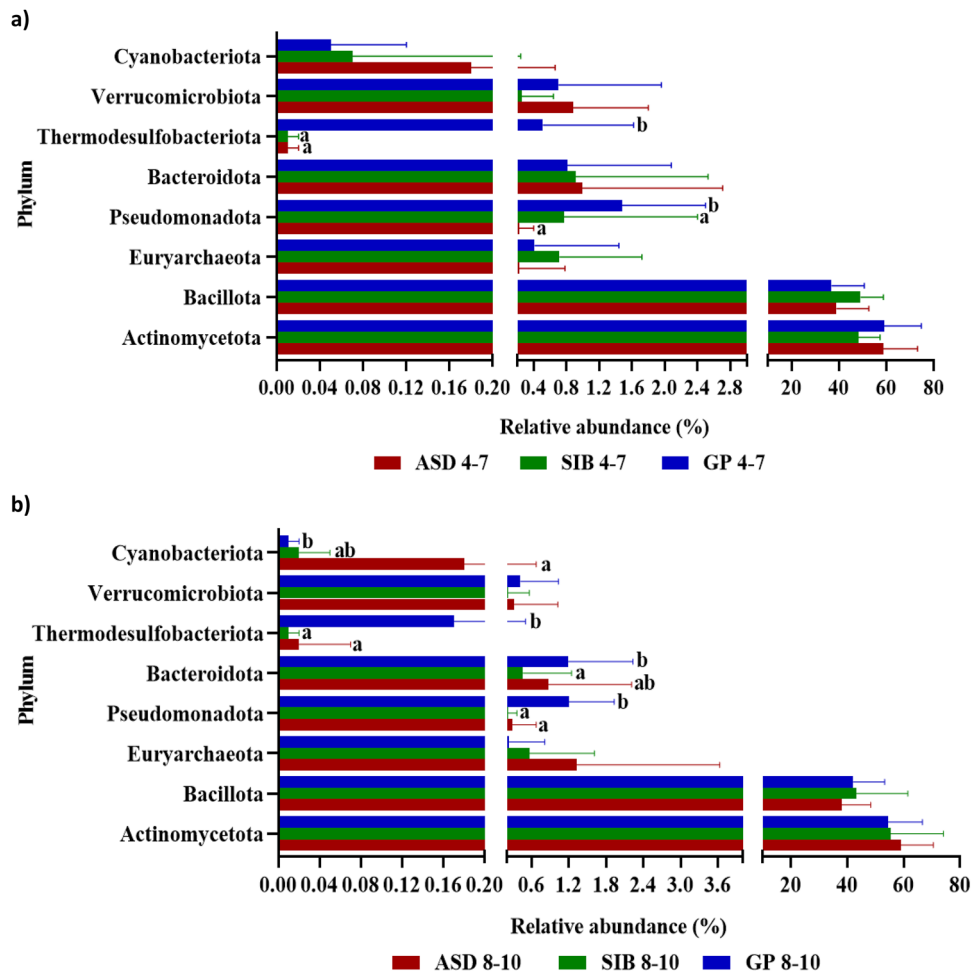 a)
Phylum
Cyanobacteriota
Verrucomicrobiota
Thermodesulfobacteriota b a a
Bacteroidota
Pseudomonadota b a a
Euryarchaeota
Bacillota
Actinomycetota
0.00 0.04 0.08 0.12 0.16 0.20 0.4 0.8 1.2 1.6 2.0 2.4 2.8 20 40 60 80
Relative abundance (%)
ASD 4-7 SIB 4-7 GP 4-7
b)
Phylum
Cyanobacteriota b ab a
Verrucomicrobiota
Thermodesulfobacteriota b a a
Bacteroidota b a ab
Pseudomonadota b a a
Euryarchaeota
Bacillota
Actinomycetota
0.00 0.04 0.08 0.12 0.16 0.20 0.6 1.2 1.8 2.4 3.0 3.6 20 40 60 80
Relative abundance (%)
ASD 8-10 SIB 8-10 GP 8-10